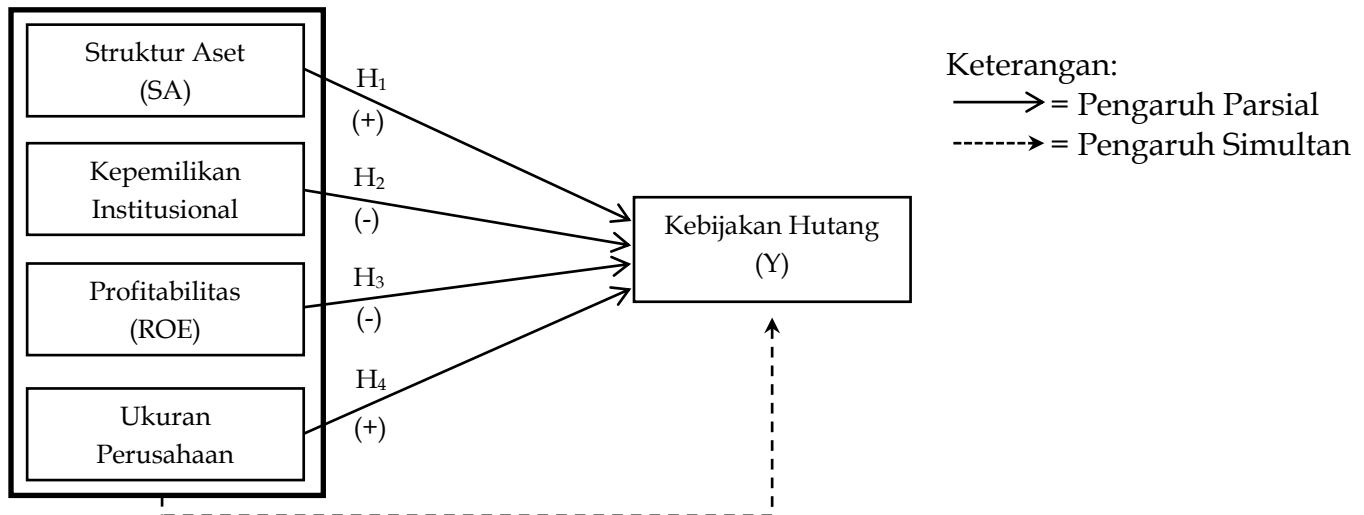 Struktur Aset
(SA)
Kepemilikan
Institusional
Profitabilitas
(ROE)
Ukuran
Perusahaan
H₁
(+)
H₂
(-)
H₃
(-)
H₄
(+)
Kebijakan Hutang
(Y)
Keterangan:
= Pengaruh Parsial
= Pengaruh Simultan